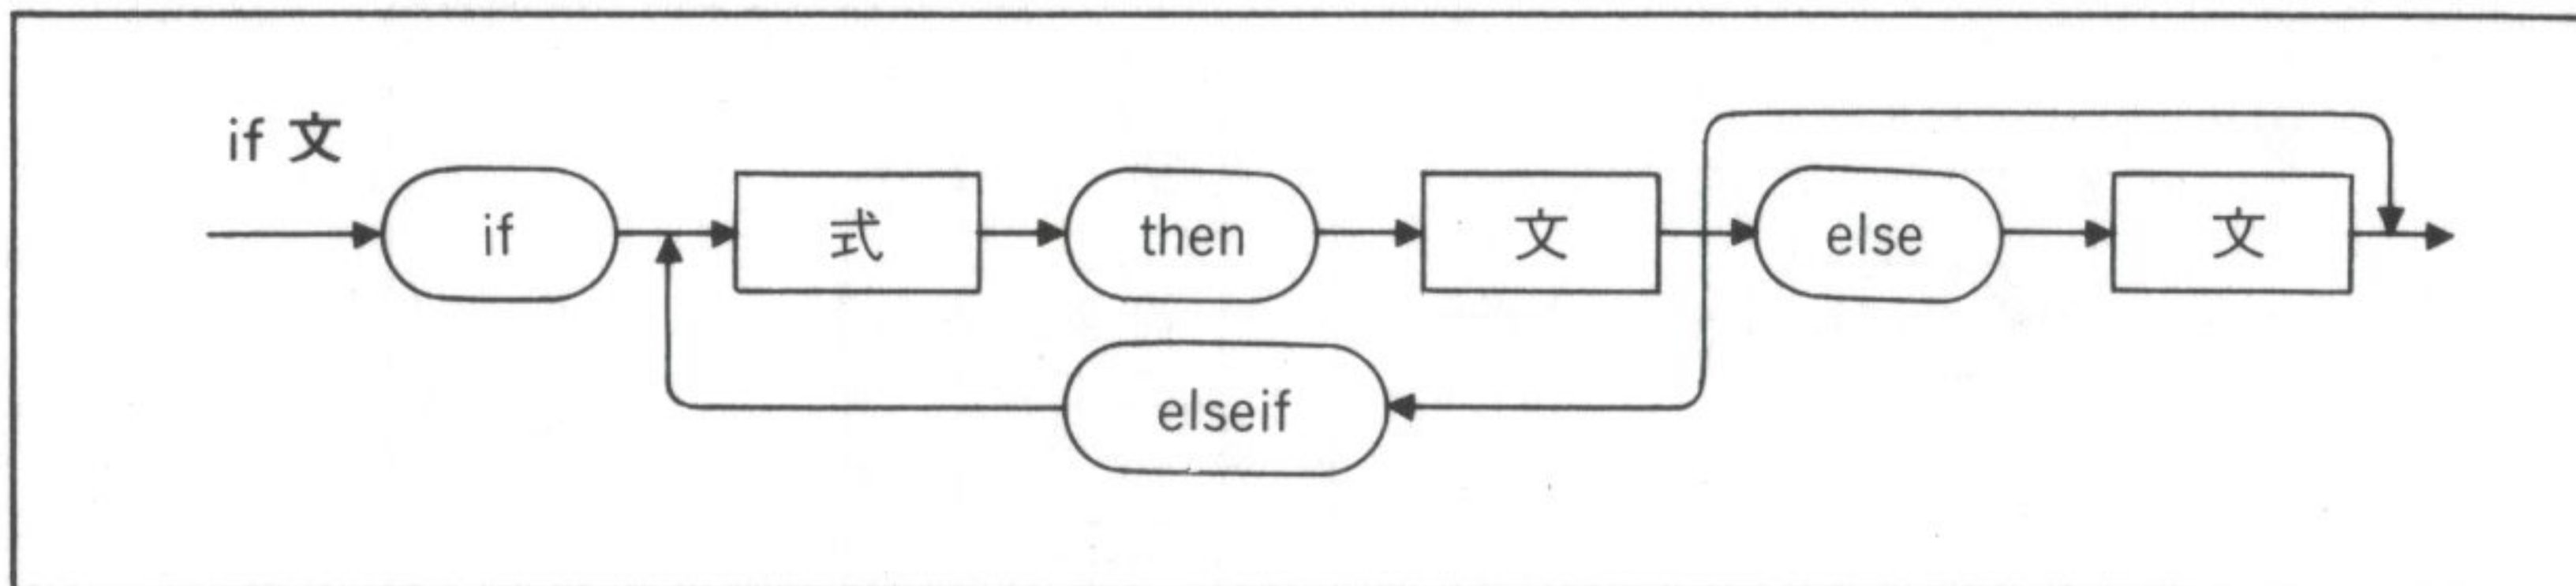 if 文
if 式 then 文 else 文
elseif